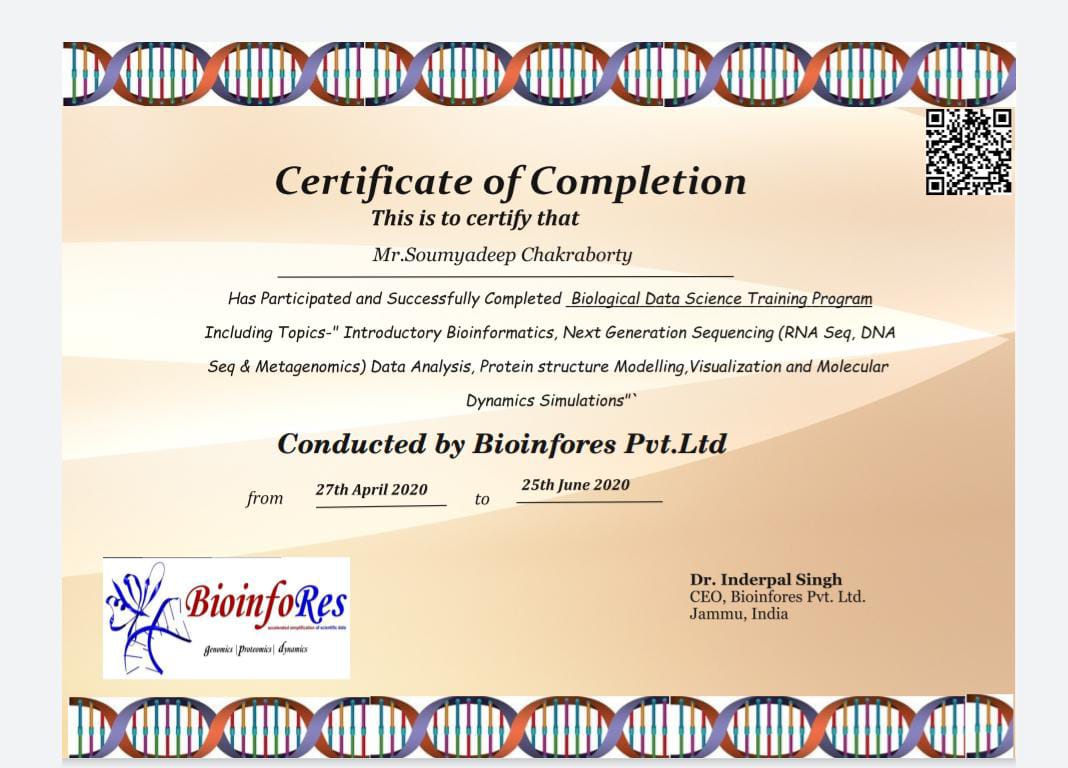 Certificate of Completion
This is to certify that
Mr.Soumyadeep Chakraborty
Has Participated and Successfully Completed Biological Data Science Training Program
Including Topics-" Introductory Bioinformatics, Next Generation Sequencing (RNA Seq, DNA
Seq & Metagenomics) Data Analysis, Protein structure Modelling,Visualization and Molecular
Dynamics Simulations"`
Conducted by Bioinfores Pvt.Ltd
from 27th April 2020 to 25th June 2020
BioinfoRes
accelerated amplification of scientific data
genomics | proteomics | dynamics
Dr. Inderpal Singh
CEO, Bioinfores Pvt. Ltd.
Jammu, India